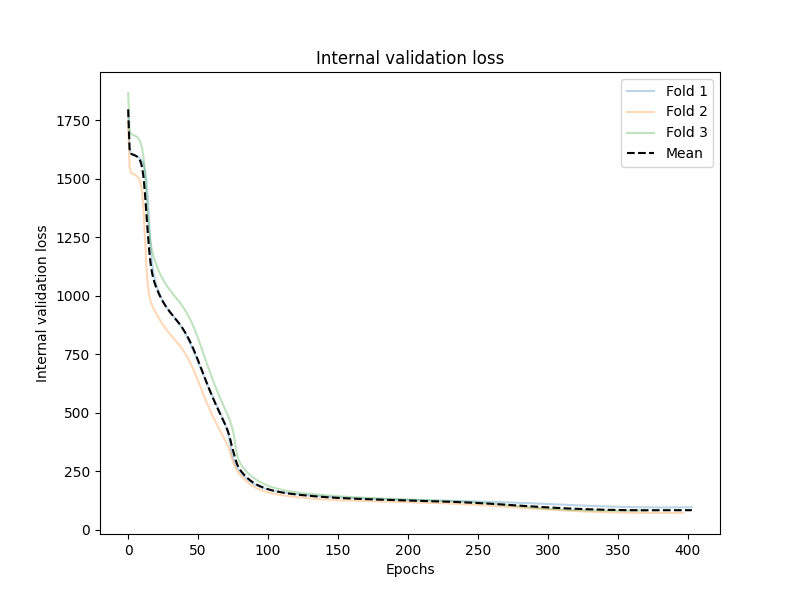 Internal validation loss
Fold 1
Fold 2
Fold 3
Mean
Internal validation loss
1750
1500
1250
1000
750
500
250
0
0 50 100 150 200 250 300 350 400
Epochs